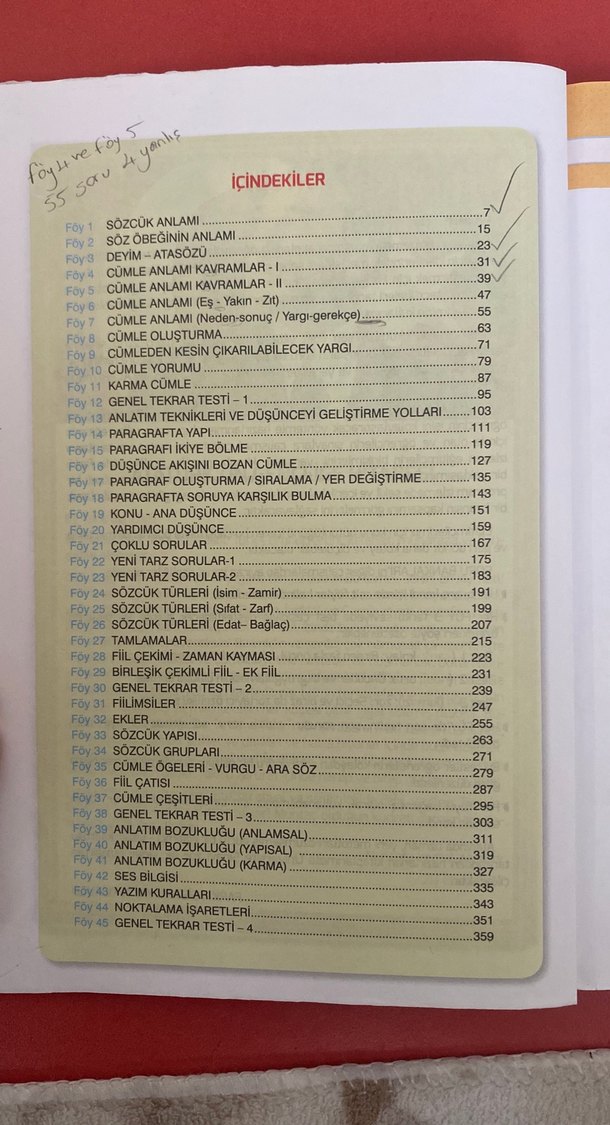 föy 4 ve föy 5
55 soru 4 yanlış
İÇİNDEKİLER
Föy 1 SÖZCÜK ANLAMI ........ 7
Föy 2 SÖZ ÖBEĞİNİN ANLAMI ........ 15
Föy 3 DEYİM – ATASÖZÜ ........ 23
Föy 4 CÜMLE ANLAMI KAVRAMLAR - I ........ 31
Föy 5 CÜMLE ANLAMI KAVRAMLAR - II ........ 39
Föy 6 CÜMLE ANLAMI (Eş - Yakın - Zıt) ........ 47
Föy 7 CÜMLE ANLAMI (Neden-sonuç / Yargı-gerekçe) ........ 55
Föy 8 CÜMLE OLUŞTURMA ........ 63
Föy 9 CÜMLEDEN KESİN ÇIKARILABİLECEK YARGI ........ 71
Föy 10 CÜMLE YORUMU ........ 79
Föy 11 KARMA CÜMLE ........ 87
Föy 12 GENEL TEKRAR TESTİ – 1 ........ 95
Föy 13 ANLATIM TEKNİKLERİ VE DÜŞÜNCEYİ GELİŞTİRME YOLLARI ........ 103
Föy 14 PARAGRAFTA YAPI ........ 111
Föy 15 PARAGRAFI İKİYE BÖLME ........ 119
Föy 16 DÜŞÜNCE AKIŞINI BOZAN CÜMLE ........ 127
Föy 17 PARAGRAF OLUŞTURMA / SIRALAMA / YER DEĞİŞTİRME ........ 135
Föy 18 PARAGRAFTA SORUYA KARŞILIK BULMA ........ 143
Föy 19 KONU - ANA DÜŞÜNCE ........ 151
Föy 20 YARDIMCI DÜŞÜNCE ........ 159
Föy 21 ÇOKLU SORULAR ........ 167
Föy 22 YENİ TARZ SORULAR-1 ........ 175
Föy 23 YENİ TARZ SORULAR-2 ........ 183
Föy 24 SÖZCÜK TÜRLERİ (İsim - Zamir) ........ 191
Föy 25 SÖZCÜK TÜRLERİ (Sıfat - Zarf) ........ 199
Föy 26 SÖZCÜK TÜRLERİ (Edat– Bağlaç) ........ 207
Föy 27 TAMLAMALAR ........ 215
Föy 28 FİİL ÇEKİMİ - ZAMAN KAYMASI ........ 223
Föy 29 BİRLEŞİK ÇEKİMLİ FİİL - EK FİİL ........ 231
Föy 30 GENEL TEKRAR TESTİ – 2 ........ 239
Föy 31 FİİLİMSİLER ........ 247
Föy 32 EKLER ........ 255
Föy 33 SÖZCÜK YAPISI ........ 263
Föy 34 SÖZCÜK GRUPLARI ........ 271
Föy 35 CÜMLE ÖGELERİ - VURGU - ARA SÖZ ........ 279
Föy 36 FİİL ÇATISI ........ 287
Föy 37 CÜMLE ÇEŞİTLERİ ........ 295
Föy 38 GENEL TEKRAR TESTİ – 3 ........ 303
Föy 39 ANLATIM BOZUKLUĞU (ANLAMSAL) ........ 311
Föy 40 ANLATIM BOZUKLUĞU (YAPISAL) ........ 319
Föy 41 ANLATIM BOZUKLUĞU (KARMA) ........ 327
Föy 42 SES BİLGİSİ ........ 335
Föy 43 YAZIM KURALLARI ........ 343
Föy 44 NOKTALAMA İŞARETLERİ ........ 351
Föy 45 GENEL TEKRAR TESTİ – 4 ........ 359